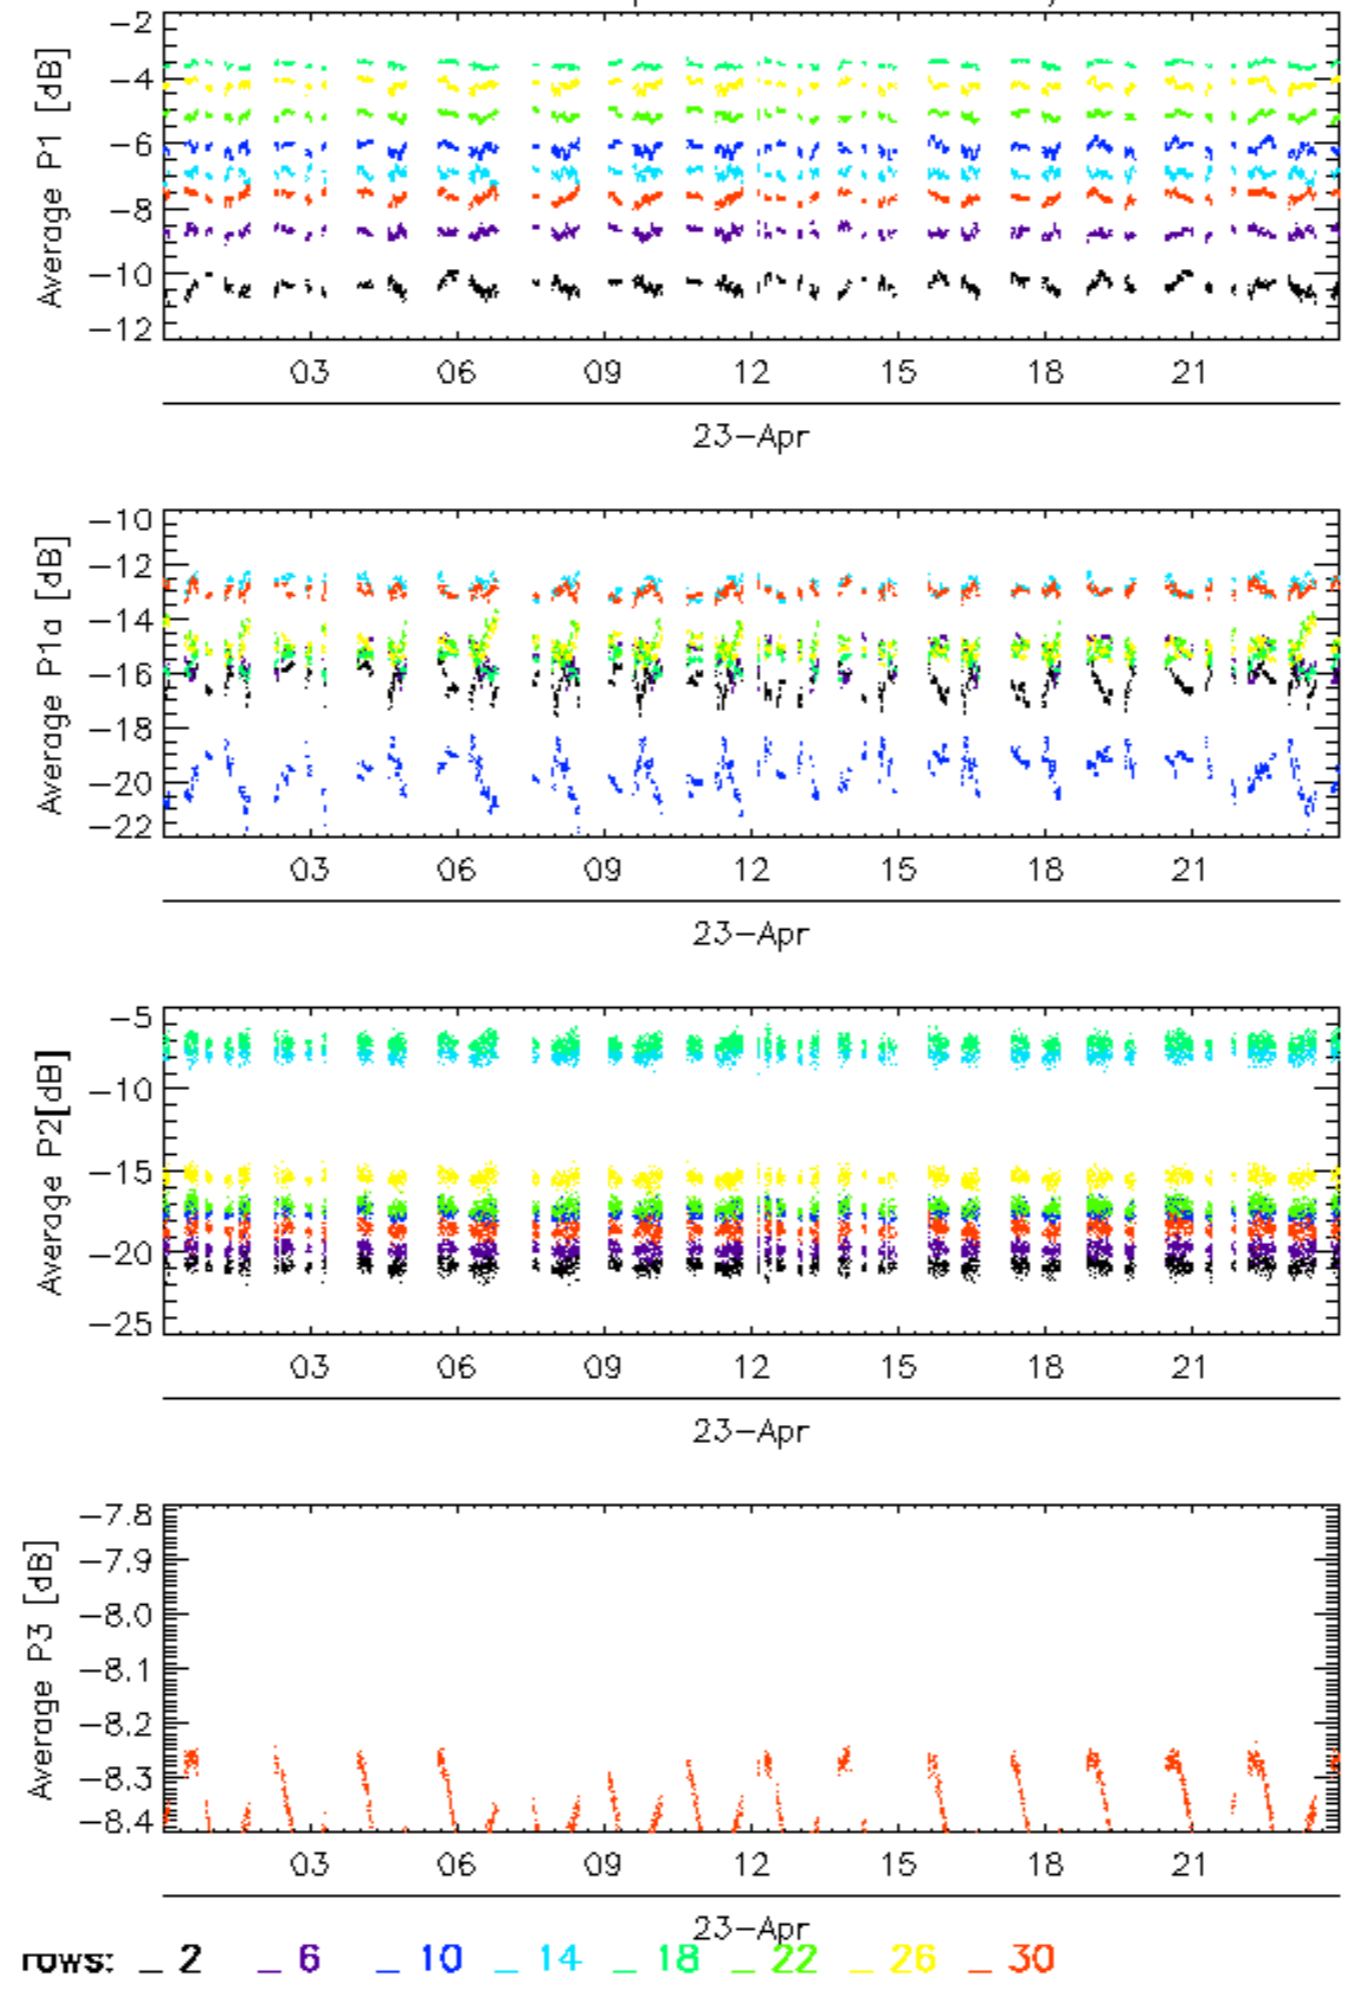 Average P1 [dB]
-2
-4
-6
-8
-10
-12
03 06 09 12 15 18 21
23-Apr
Average P1a [dB]
-10
-12
-14
-16
-18
-20
-22
03 06 09 12 15 18 21
23-Apr
Average P2[dB]
-5
-10
-15
-20
-25
03 06 09 12 15 18 21
23-Apr
Average P3 [dB]
-7.8
-7.9
-8.0
-8.1
-8.2
-8.3
-8.4
03 06 09 12 15 18 21
23-Apr
rows: _ 2 _ 6 _ 10 _ 14 _ 18 _ 22 _ 26 _ 30